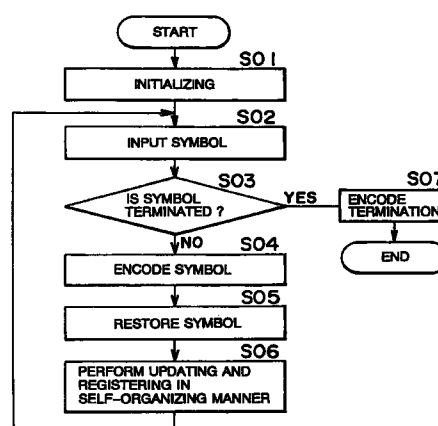 START
S01
INITIALIZING
S02
INPUT SYMBOL
S03
IS SYMBOL
TERMINATED ?
YES
S07
ENCODE
TERMINATION
END
NO
S04
ENCODE SYMBOL
S05
RESTORE SYMBOL
S06
PERFORM UPDATING AND
REGISTERING IN
SELF-ORGANIZING MANNER